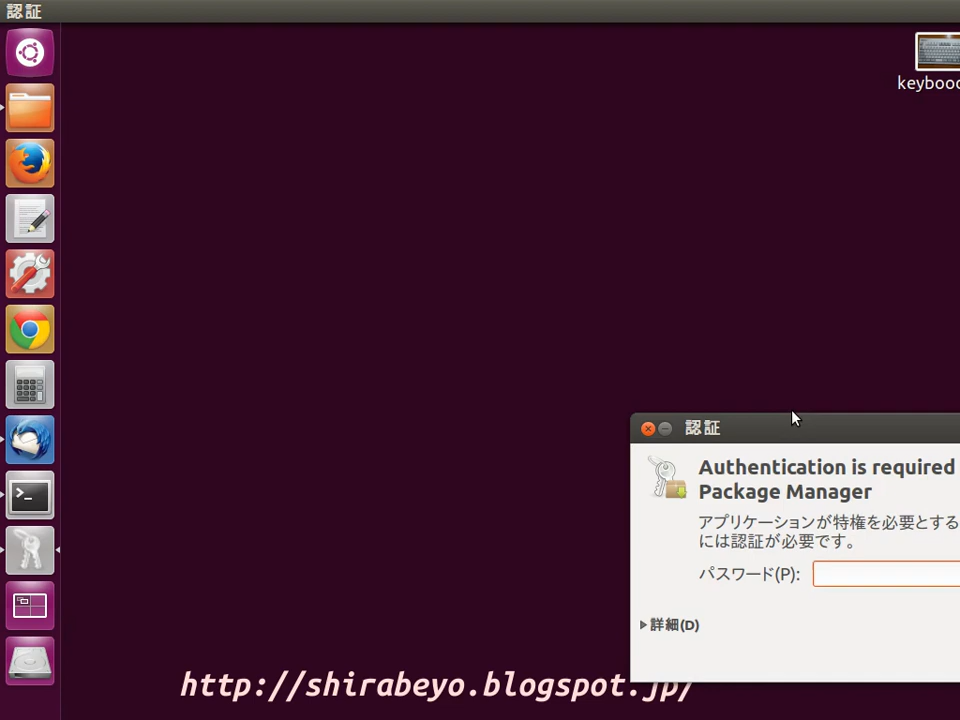 認証
keybooo
認証
Authentication is required
Package Manager
アプリケーションが特権を必要とする
には認証が必要です。
パスワード(P):
詳細(D)
http://shirabeyo.blogspot.jp/